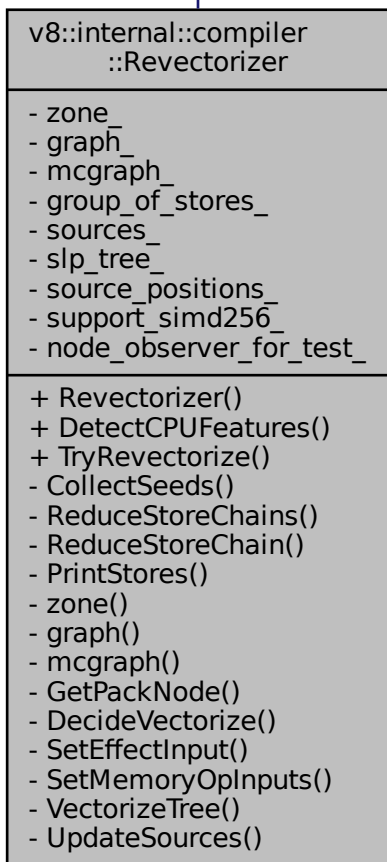 v8::internal::compiler
::Revectorizer
- zone_
- graph_
- mcgraph_
- group_of_stores_
- sources_
- slp_tree_
- source_positions_
- support_simd256_
- node_observer_for_test_
+ Revectorizer()
+ DetectCPUFeatures()
+ TryRevectorize()
- CollectSeeds()
- ReduceStoreChains()
- ReduceStoreChain()
- PrintStores()
- zone()
- graph()
- mcgraph()
- GetPackNode()
- DecideVectorize()
- SetEffectInput()
- SetMemoryOpInputs()
- VectorizeTree()
- UpdateSources()